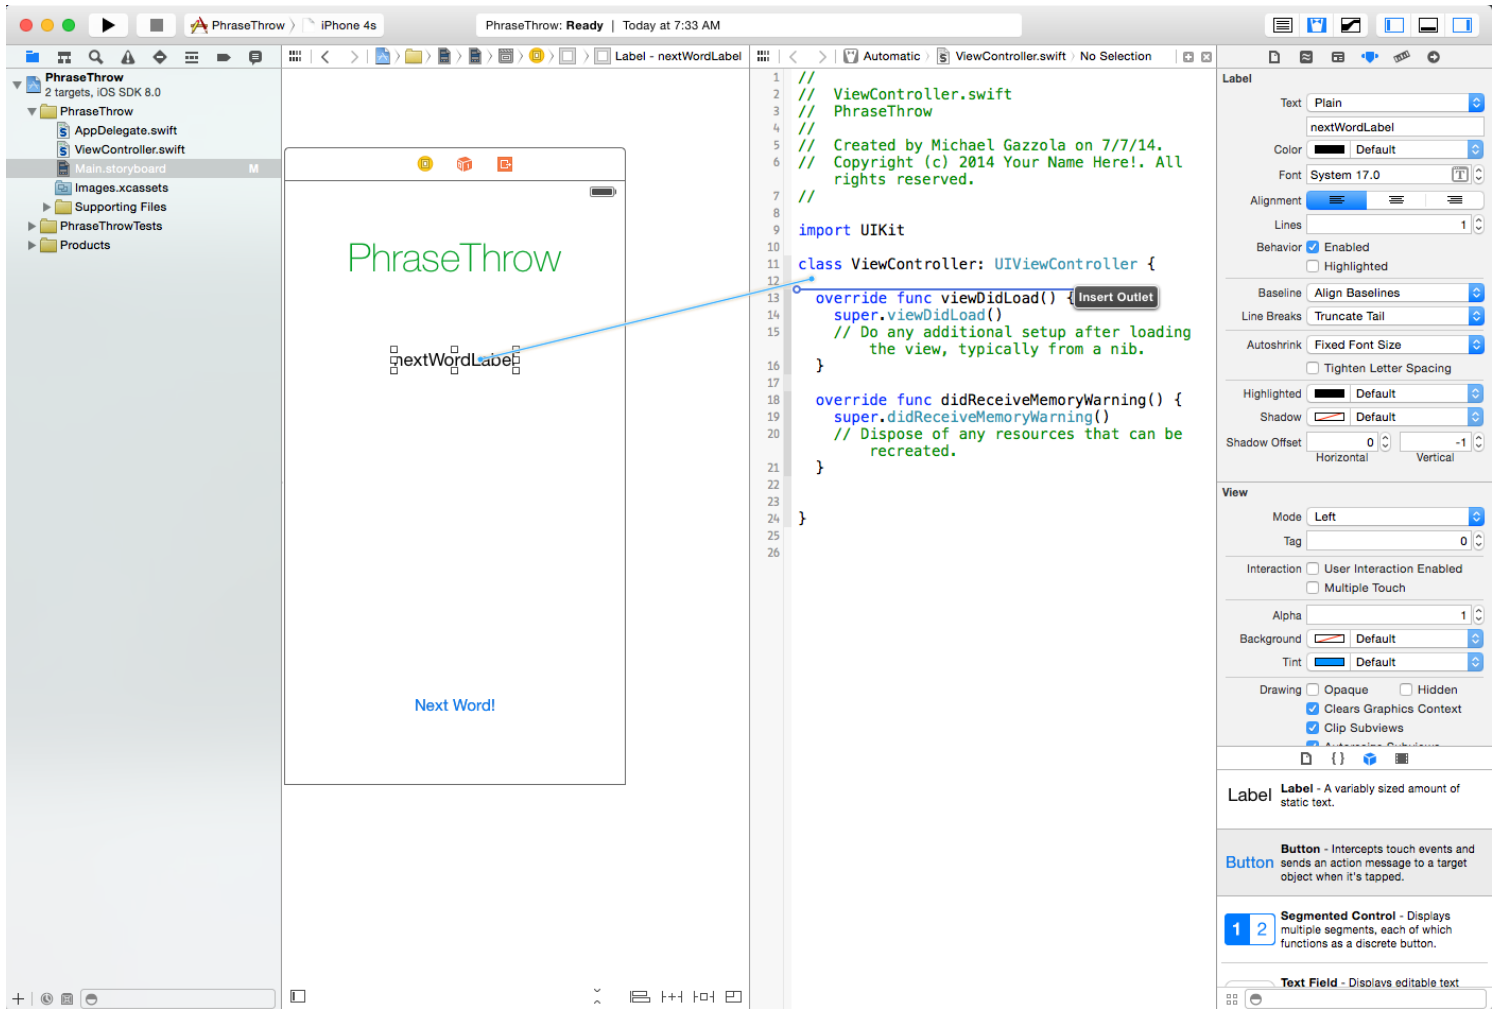 PhraseThrow
iPhone 4s
PhraseThrow: Ready | Today at 7:33 AM
PhraseThrow
2 targets, iOS SDK 8.0
PhraseThrow
AppDelegate.swift
ViewController.swift
Main.storyboard M
Images.xcassets
Supporting Files
PhraseThrowTests
Products
Label - nextWordLabel
PhraseThrow
nextWordLabel
Next Word!
Automatic
ViewController.swift
No Selection
1 //
2 //  ViewController.swift
3 //  PhraseThrow
4 //
5 //  Created by Michael Gazzola on 7/7/14.
6 //  Copyright (c) 2014 Your Name Here!. All
rights reserved.
7 //
8
9 import UIKit
10
11 class ViewController: UIViewController {
12
13 override func viewDidLoad() {
Insert Outlet
14 super.viewDidLoad()
15 // Do any additional setup after loading
the view, typically from a nib.
16 }
17
18 override func didReceiveMemoryWarning() {
19 super.didReceiveMemoryWarning()
20 // Dispose of any resources that can be
recreated.
21 }
22
23
24 }
25
26
Label
Text Plain
nextWordLabel
Color Default
Font System 17.0 T
Alignment
Lines 1
Behavior Enabled
Highlighted
Baseline Align Baselines
Line Breaks Truncate Tail
Autoshrink Fixed Font Size
Tighten Letter Spacing
Highlighted Default
Shadow Default
Shadow Offset 0 -1
Horizontal Vertical
View
Mode Left
Tag 0
Interaction User Interaction Enabled
Multiple Touch
Alpha 1
Background Default
Tint Default
Drawing Opaque Hidden
Clears Graphics Context
Clip Subviews
Autoresize Subviews
{ }
Label
Label - A variably sized amount of
static text.
Button
Button - Intercepts touch events and
sends an action message to a target
object when it's tapped.
1 2
Segmented Control - Displays
multiple segments, each of which
functions as a discrete button.
Text Field - Displays editable text